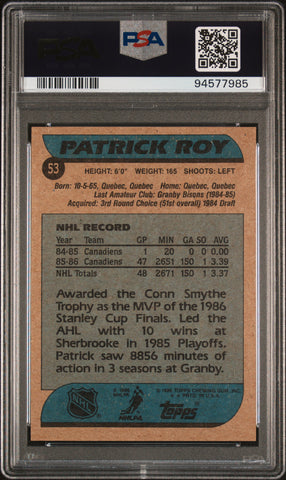 PSA
94577985
PATRICK ROY
53
HEIGHT: 6'0" WEIGHT: 165 SHOOTS: LEFT
Born: 10-5-65, Quebec, Quebec Home: Quebec, Quebec
Last Amateur Club: Granby Bisons (1984-85)
Acquired: 3rd Round Choice (51st overall) 1984 Draft
NHL RECORD
Year Team GP MIN GA SO AVG
84-85 Canadiens 1 20 0 0 0.00
85-86 Canadiens 47 2651 150 1 3.39
NHL Totals 48 2671 150 1 3.37
Awarded the Conn Smythe
Trophy as the MVP of the 1986
Stanley Cup Finals. Led the
AHL with 10 wins at
Sherbrooke in 1985 Playoffs.
Patrick saw 8856 minutes of
action in 3 seasons at Granby.
NHL
© 1986
NHLPA
Topps